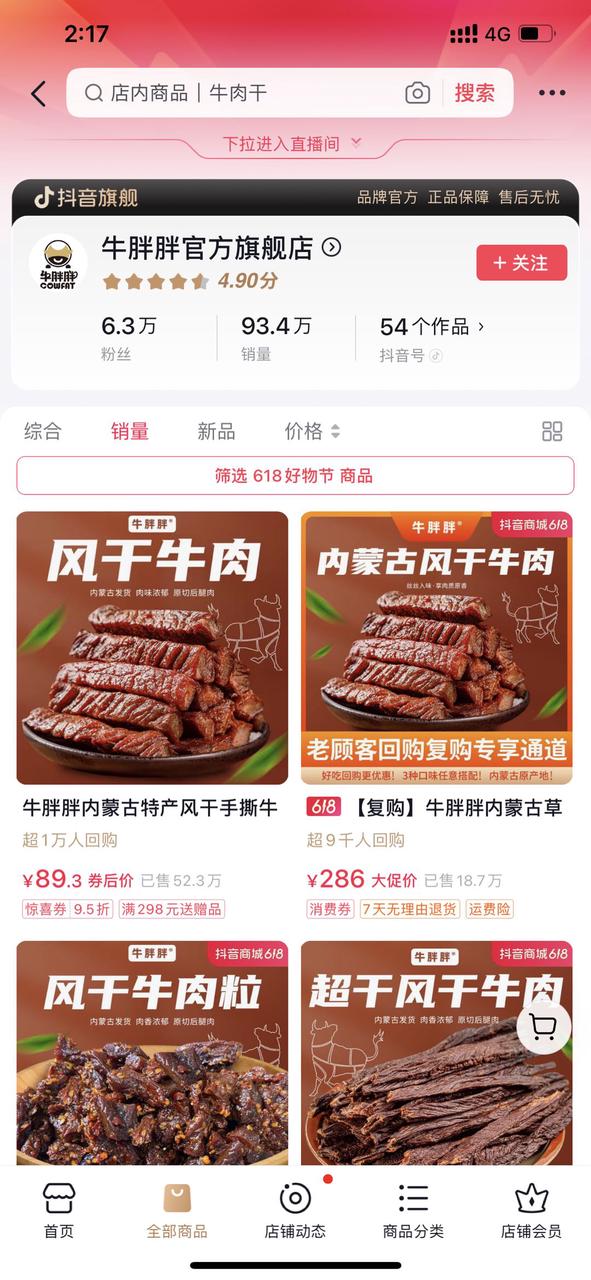 2:17
4G
店内商品 | 牛肉干
搜索
下拉进入直播间
抖音旗舰
品牌官方 正品保障 售后无忧
牛胖胖
COWFAT
牛胖胖官方旗舰店
4.90分
+ 关注
6.3万
93.4万
54个作品
粉丝
销量
抖音号
综合
销量
新品
价格
筛选 618好物节 商品
牛胖胖
风干牛肉
内蒙古发货 肉味浓郁 原切后腿肉
牛胖胖内蒙古特产风干手撕牛
超1万人回购
¥89.3 券后价 已售52.3万
惊喜券 9.5折 满298元送赠品
牛胖胖
抖音商城618
内蒙古风干牛肉
丝丝入味·享肉质原香
老顾客回购复购专享通道
好吃回购更优惠! 3种口味任意搭配! 内蒙古原产地!
618 【复购】牛胖胖内蒙古草
超9千人回购
¥286 大促价 已售18.7万
消费券 7天无理由退货 运费险
牛胖胖
抖音商城618
风干牛肉粒
内蒙古发货 肉香浓郁 原切后腿肉
牛胖胖
抖音商城618
超干风干牛肉
内蒙古发货 肉香浓郁 原切后腿肉
首页
全部商品
店铺动态
商品分类
店铺会员